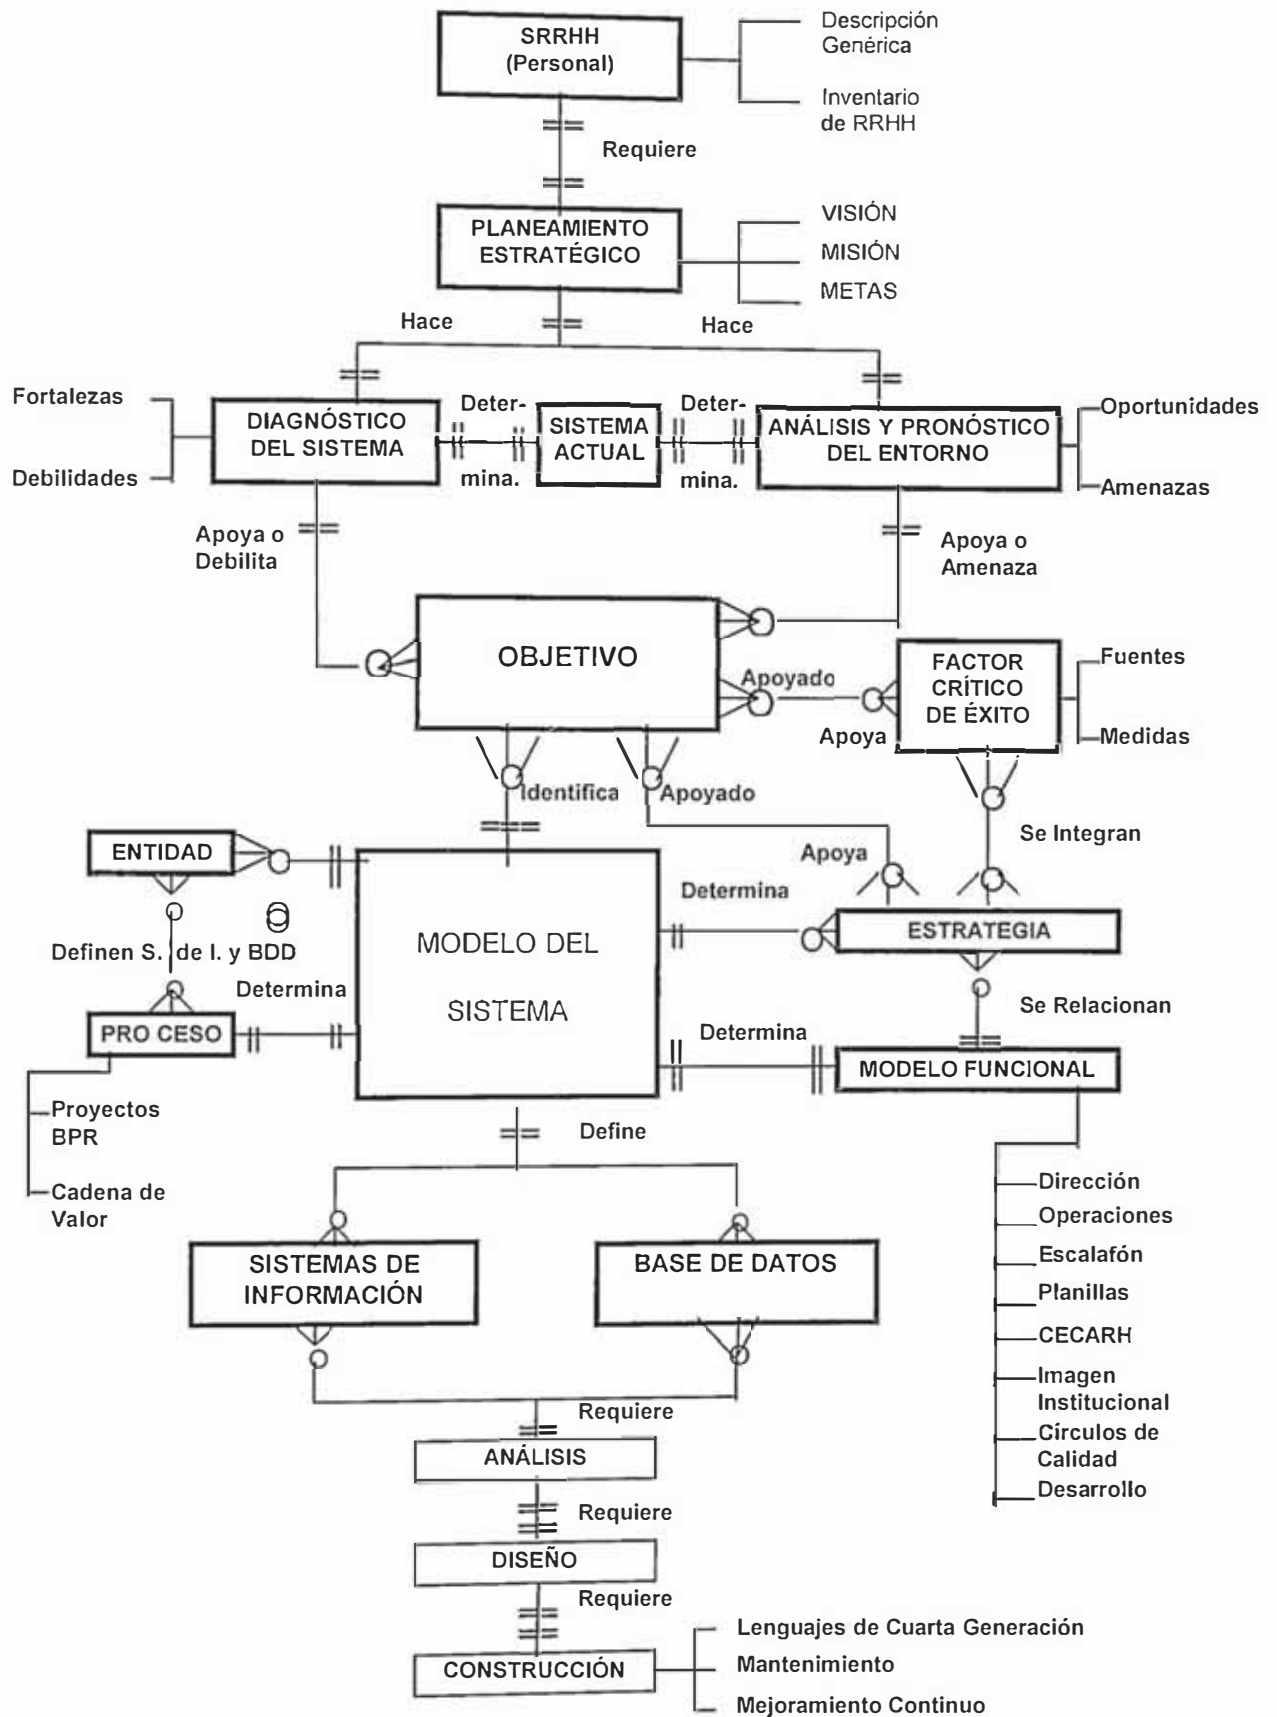 SRRHH
(Personal)
Descripción
Genérica
Inventario
de RRHH
Requiere
PLANEAMIENTO
ESTRATÉGICO
VISIÓN
MISIÓN
METAS
Hace
Hace
Fortalezas
Debilidades
DIAGNÓSTICO
DEL SISTEMA
Deter-
mina.
SISTEMA
ACTUAL
Deter-
mina.
ANÁLISIS Y PRONÓSTICO
DEL ENTORNO
Oportunidades
Amenazas
Apoya o
Debilita
Apoya o
Amenaza
OBJETIVO
Apoyado
Apoya
FACTOR
CRÍTICO
DE ÉXITO
Fuentes
Medidas
Identifica
Apoyado
Se Integran
ENTIDAD
Apoya
Determina
ESTRATEGIA
Definen S. de I. y BDD
MODELO DEL
SISTEMA
Determina
PRO CESO
Se Relacionan
Determina
MODELO FUNCIONAL
Proyectos
BPR
Cadena de
Valor
Define
Dirección
Operaciones
Escalafón
Planillas
CECARH
Imagen
Institucional
Círculos de
Calidad
Desarrollo
SISTEMAS DE
INFORMACIÓN
BASE DE DATOS
Requiere
ANÁLISIS
Requiere
DISEÑO
Requiere
CONSTRUCCIÓN
Lenguajes de Cuarta Generación
Mantenimiento
Mejoramiento Continuo